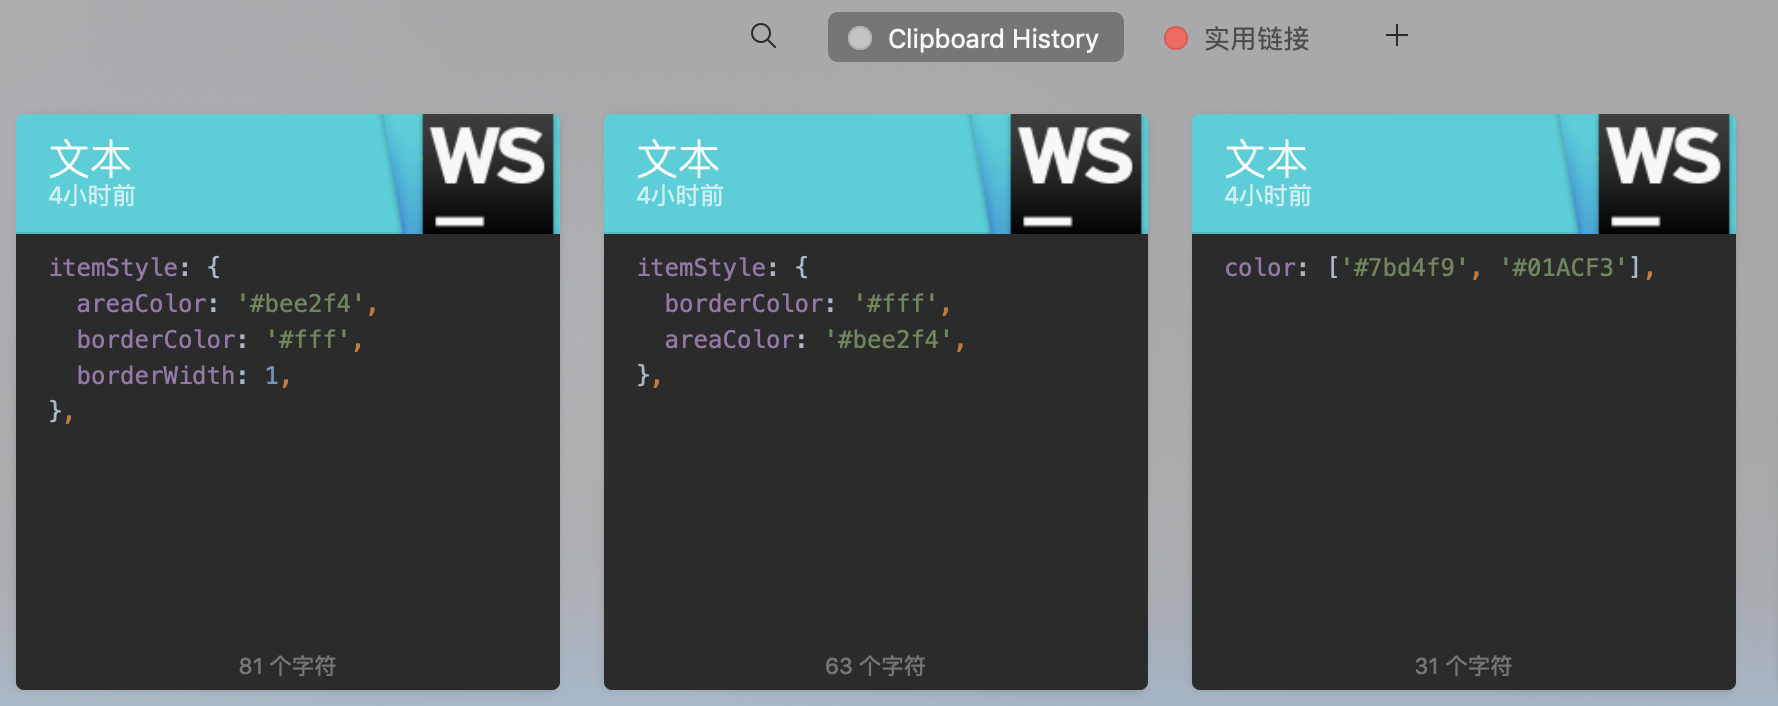 Clipboard History
实用链接
文本
4小时前
WS
itemStyle: {
  areaColor: '#bee2f4',
  borderColor: '#fff',
  borderWidth: 1,
},
81 个字符
文本
4小时前
WS
itemStyle: {
  borderColor: '#fff',
  areaColor: '#bee2f4',
},
63 个字符
文本
4小时前
WS
color: ['#7bd4f9', '#01ACF3'],
31 个字符